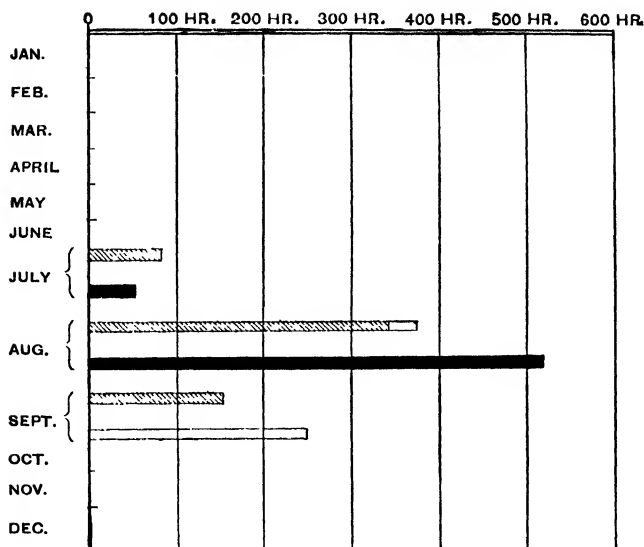 0 100 HR. 200 HR. 300 HR. 400 HR. 500 HR. 600 HR.
JAN.
FEB.
MAR.
APRIL
MAY
JUNE
JULY
AUG.
SEPT.
OCT.
NOV.
DEC.